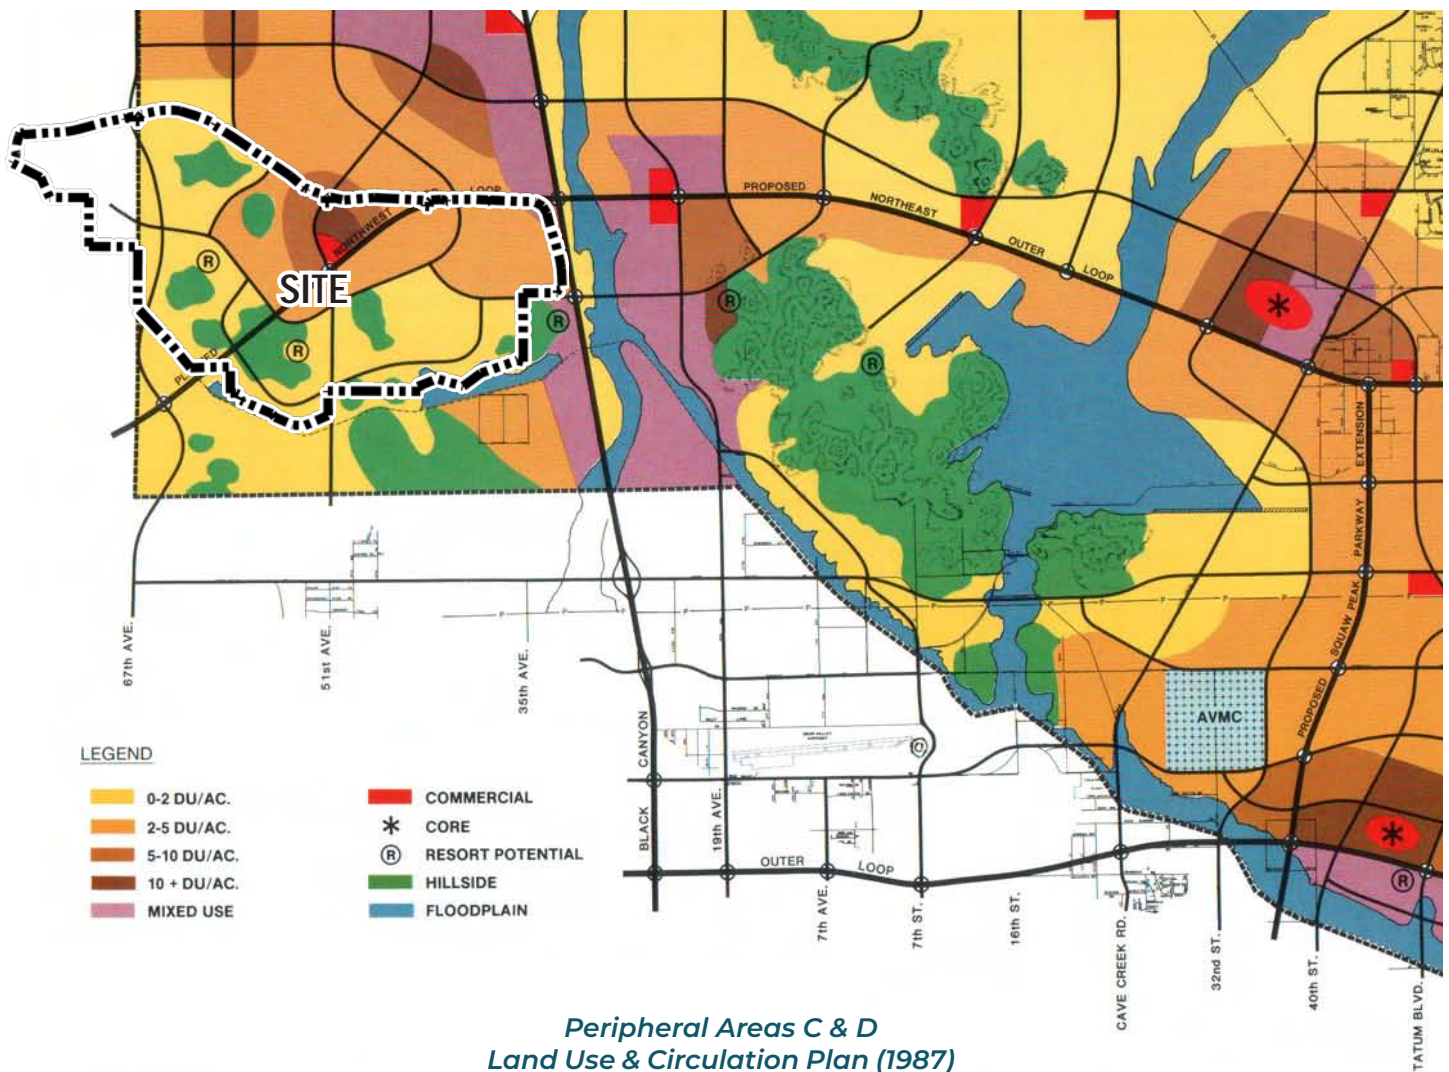 PROPOSED
NORTHEAST
OUTER
LOOP
LOOP
NORTHWEST
SITE
R
R
R
R
R
EXTENSION
PARKWAY
SQUAW PEAK
PROPOSED
AVMC
67th AVE.
51st AVE.
35th AVE.
BLACK
CANYON
19th AVE.
OUTER
LOOP
7th AVE.
7th ST.
16th ST.
CAVE CREEK RD.
32nd ST.
40th ST.
TATUM BLVD.
R
P
P
P
P
P
P
P
P
P
P
LEGEND
0-2 DU/AC.
2-5 DU/AC.
5-10 DU/AC.
10 + DU/AC.
MIXED USE
COMMERCIAL
CORE
R RESORT POTENTIAL
HILLSIDE
FLOODPLAIN
Peripheral Areas C & D
Land Use & Circulation Plan (1987)